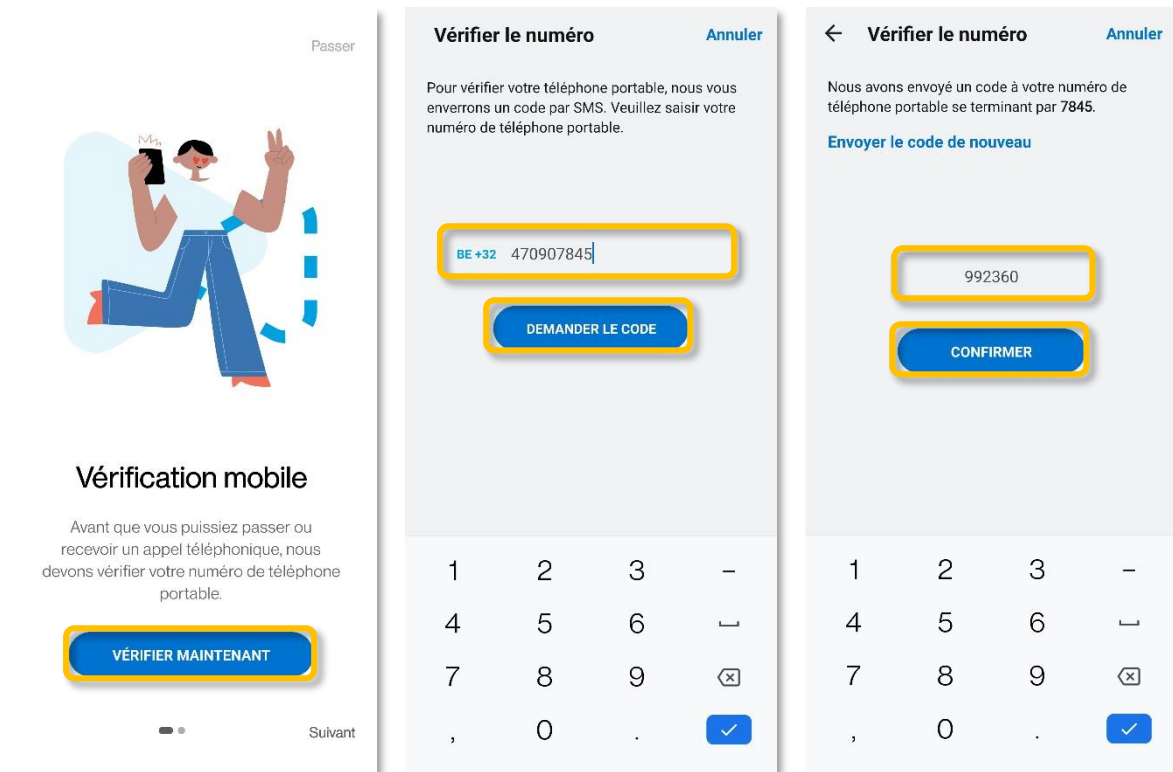 Passer
Vérification mobile
Avant que vous puissiez passer ou
recevoir un appel téléphonique, nous
devons vérifier votre numéro de téléphone
portable.
VÉRIFIER MAINTENANT
Suivant
Vérifier le numéro Annuler
Pour vérifier votre téléphone portable, nous vous
enverrons un code par SMS. Veuillez saisir votre
numéro de téléphone portable.
BE +32 470907845
DEMANDER LE CODE
1 2 3 –
4 5 6
7 8 9
, 0 .
Vérifier le numéro Annuler
Nous avons envoyé un code à votre numéro de
téléphone portable se terminant par 7845.
Envoyer le code de nouveau
992360
CONFIRMER
1 2 3 –
4 5 6
7 8 9
, 0 .